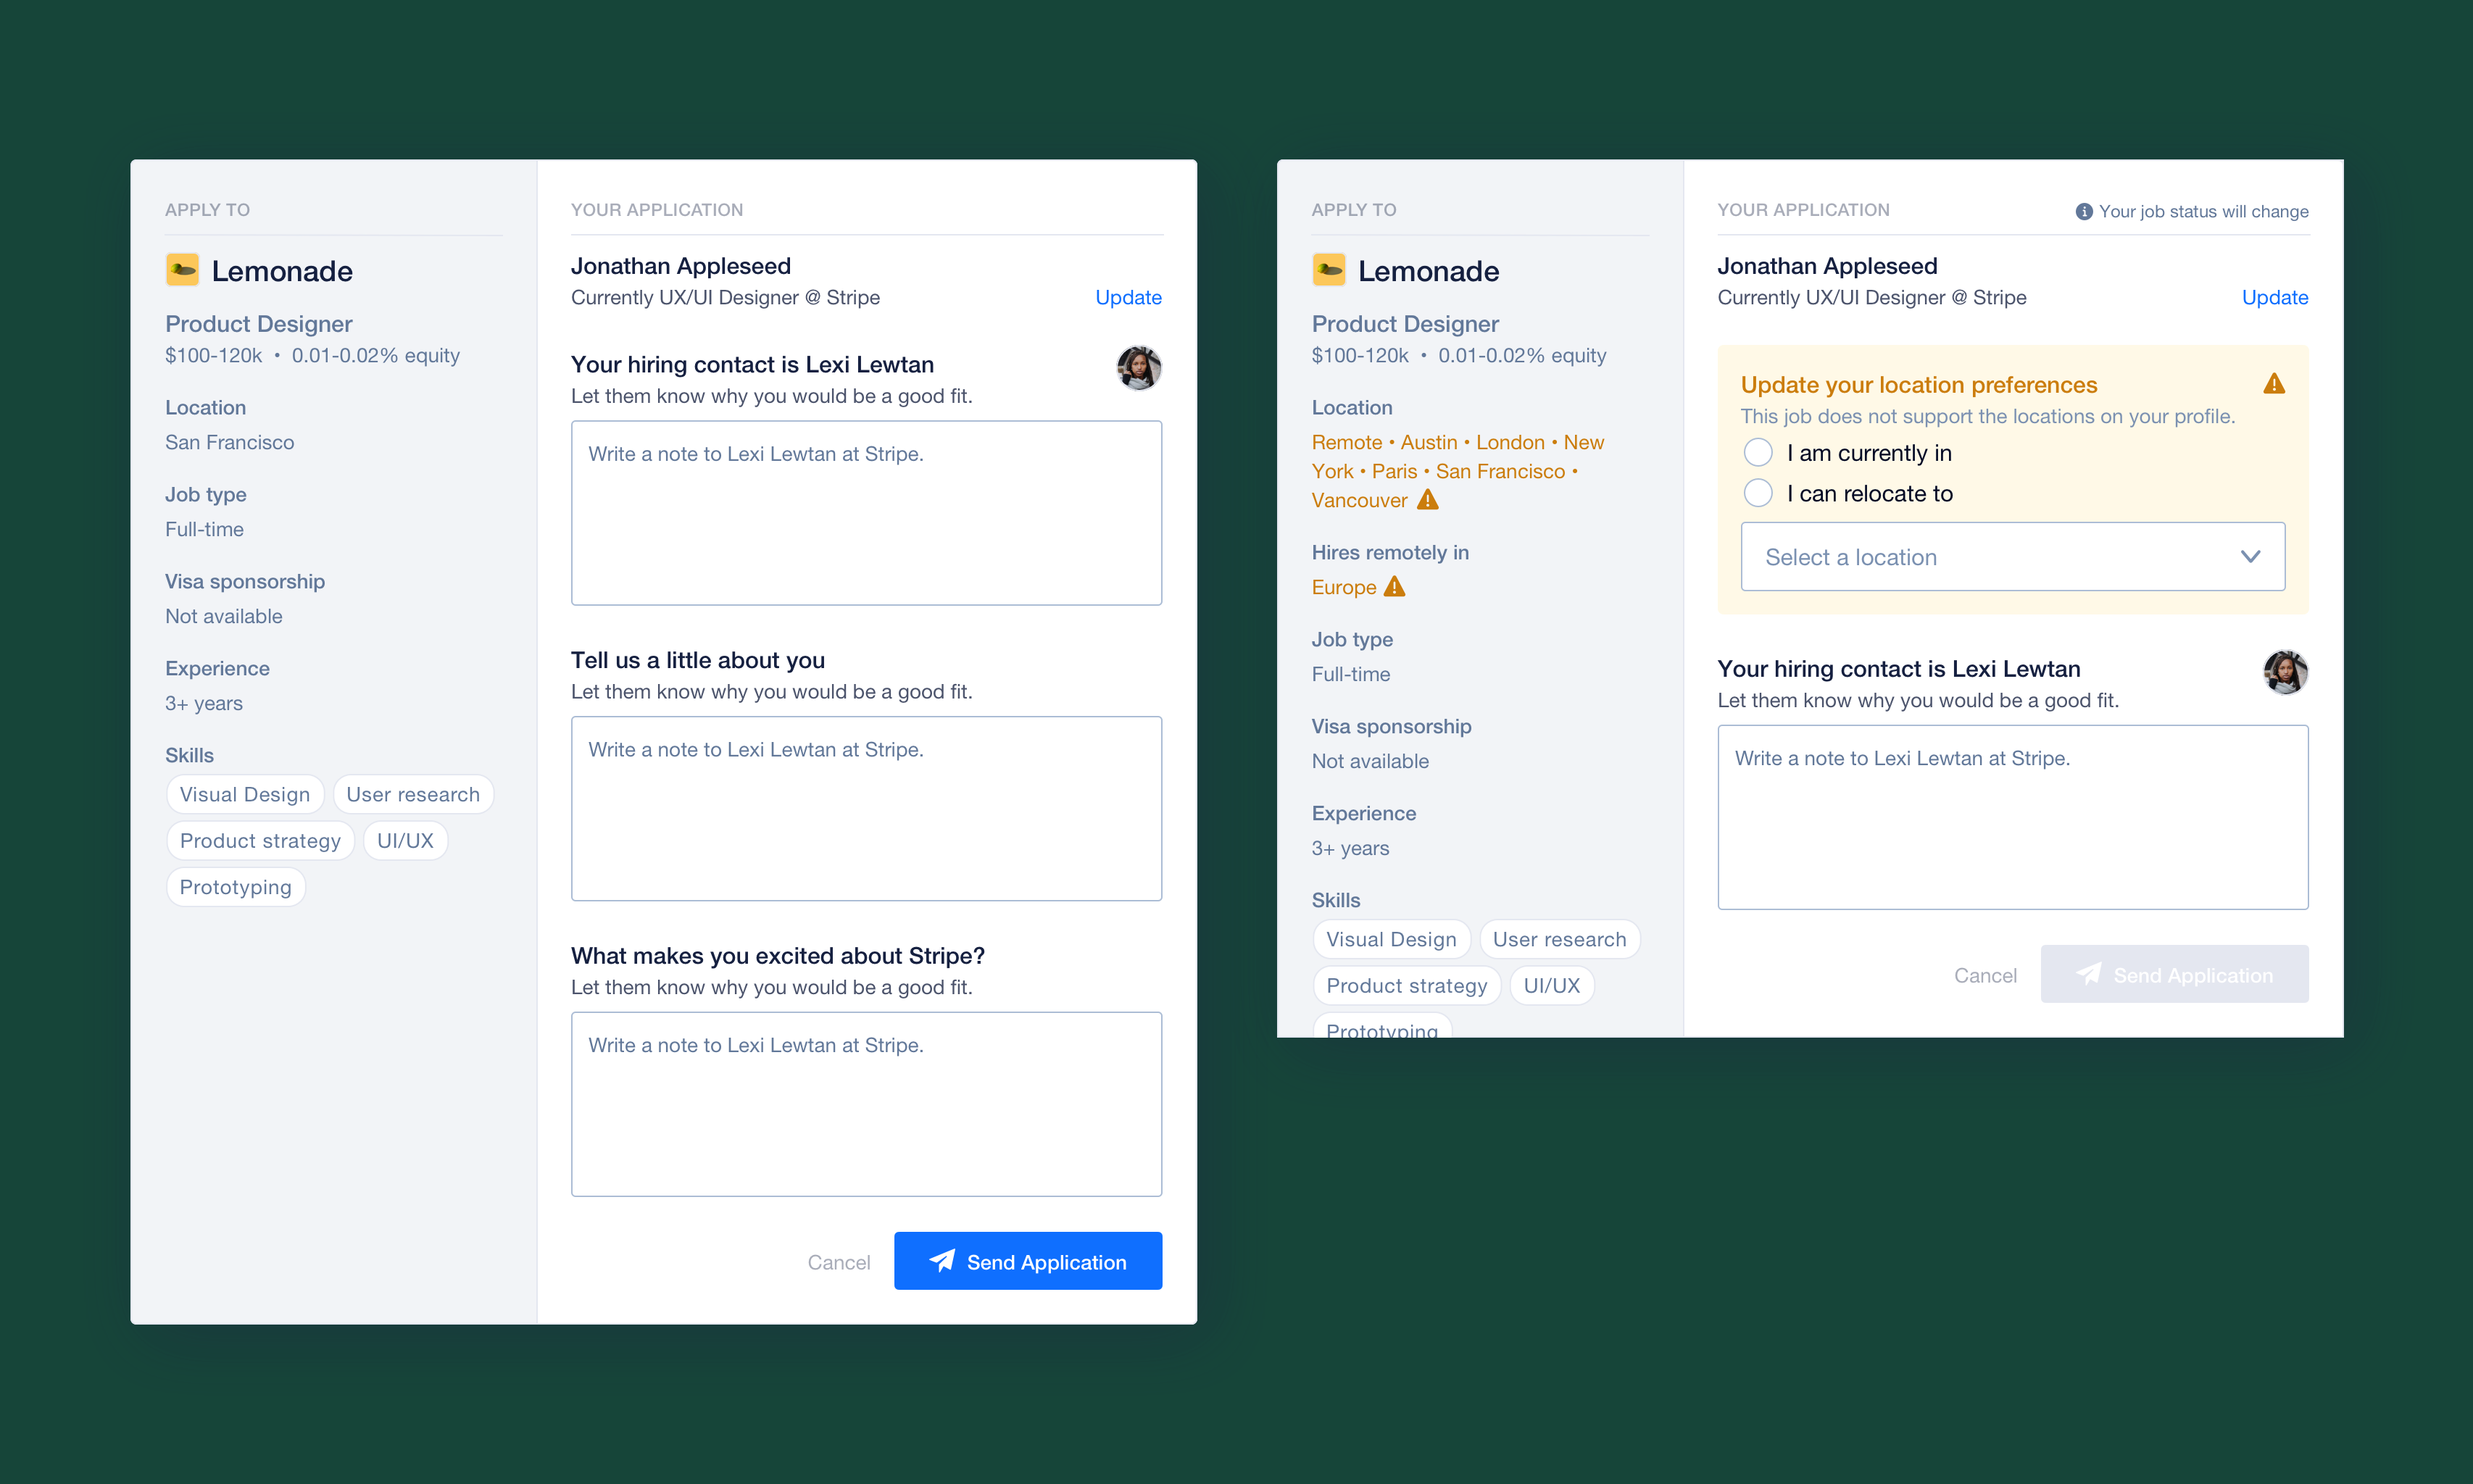 APPLY TO
Lemonade
Product Designer
$100-120k • 0.01-0.02% equity
Location
San Francisco
Job type
Full-time
Visa sponsorship
Not available
Experience
3+ years
Skills
Visual Design
User research
Product strategy
UI/UX
Prototyping
YOUR APPLICATION
Jonathan Appleseed
Currently UX/UI Designer @ Stripe
Update
Your hiring contact is Lexi Lewtan
Let them know why you would be a good fit.
Write a note to Lexi Lewtan at Stripe.
Tell us a little about you
Let them know why you would be a good fit.
Write a note to Lexi Lewtan at Stripe.
What makes you excited about Stripe?
Let them know why you would be a good fit.
Write a note to Lexi Lewtan at Stripe.
Cancel
Send Application
APPLY TO
Lemonade
Product Designer
$100-120k • 0.01-0.02% equity
Location
Remote • Austin • London • New
York • Paris • San Francisco •
Vancouver
Hires remotely in
Europe
Job type
Full-time
Visa sponsorship
Not available
Experience
3+ years
Skills
Visual Design
User research
Product strategy
UI/UX
Prototyping
YOUR APPLICATION
Your job status will change
Jonathan Appleseed
Currently UX/UI Designer @ Stripe
Update
Update your location preferences
This job does not support the locations on your profile.
I am currently in
I can relocate to
Select a location
Your hiring contact is Lexi Lewtan
Let them know why you would be a good fit.
Write a note to Lexi Lewtan at Stripe.
Cancel
Send Application